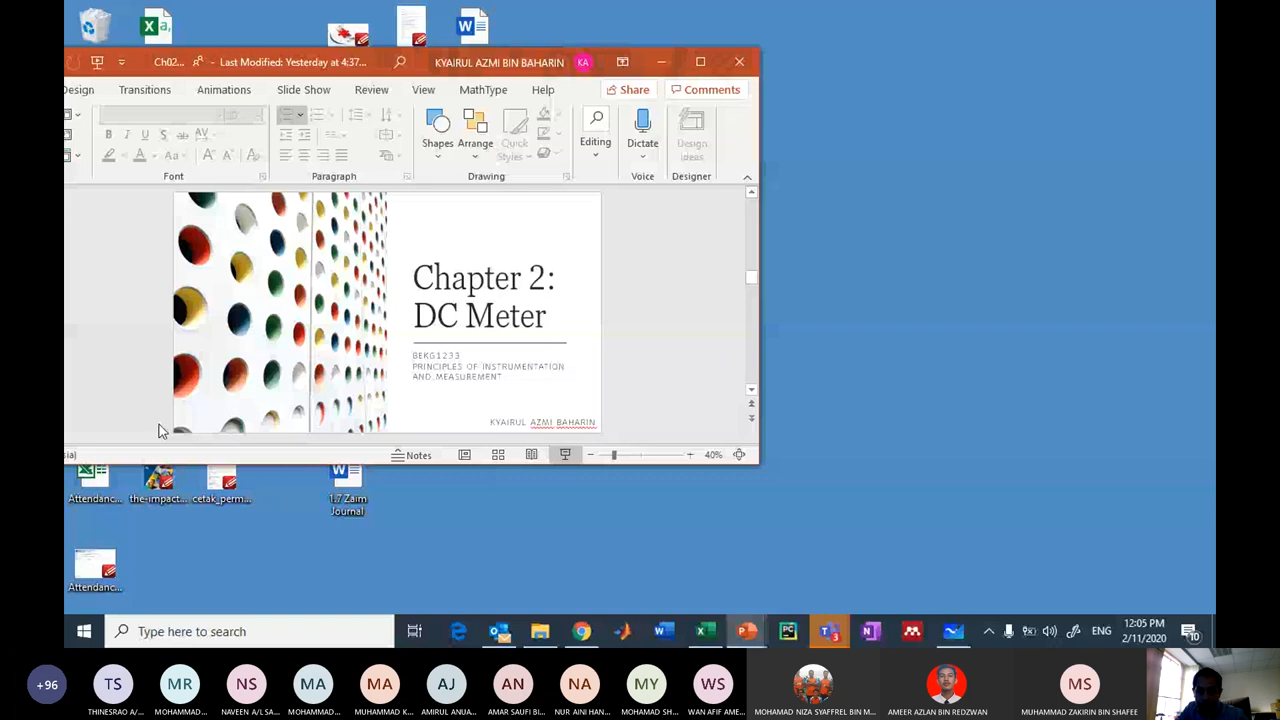 Ch02...
Last Modified: Yesterday at 4:37...
KYAIRUL AZMI BIN BAHARIN
KA
Design
Transitions
Animations
Slide Show
Review
View
MathType
Help
Share
Comments
Shapes
Arrange
Quick
Styles
Editing
Dictate
Design
Ideas
Font
Paragraph
Drawing
Voice
Designer
Chapter 2:
DC Meter
BEKG1233
PRINCIPLES OF INSTRUMENTATION
AND MEASUREMENT
KYAIRUL AZMI BAHARIN
Notes
40%
Attendanc...
the-impact...
cetak_perm...
1.7 Zaim
Journal
Attendanc...
Type here to search
ENG
12:05 PM
2/11/2020
10
+96
TS
MR
NS
MA
MA
AJ
AN
NA
MY
WS
MS
THINESRAO A/...
MOHAMMAD...
NAVEEN A/L SA...
MOHAMMAD...
MUHAMMAD K...
AMIRUL ANUA...
AMAR SAUFI BI...
NUR AINI HAN...
MOHAMAD SH...
WAN AFIF AME...
MOHAMAD NIZA SYAFFREL BIN M...
AMEER AZLAN BIN REDZWAN
MUHAMMAD ZAKIRIN BIN SHAFEE